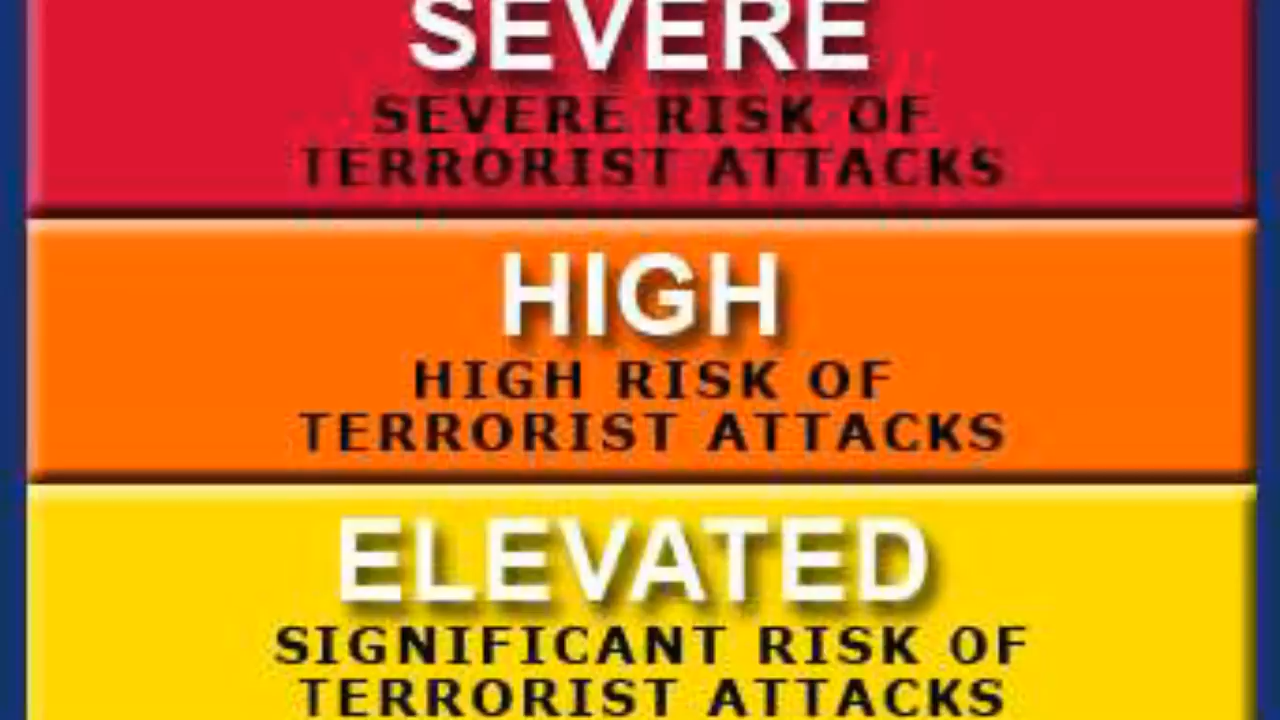 SEVERE
SEVERE RISK OF
TERRORIST ATTACKS
HIGH
HIGH RISK OF
TERRORIST ATTACKS
ELEVATED
SIGNIFICANT RISK OF
TERRORIST ATTACKS